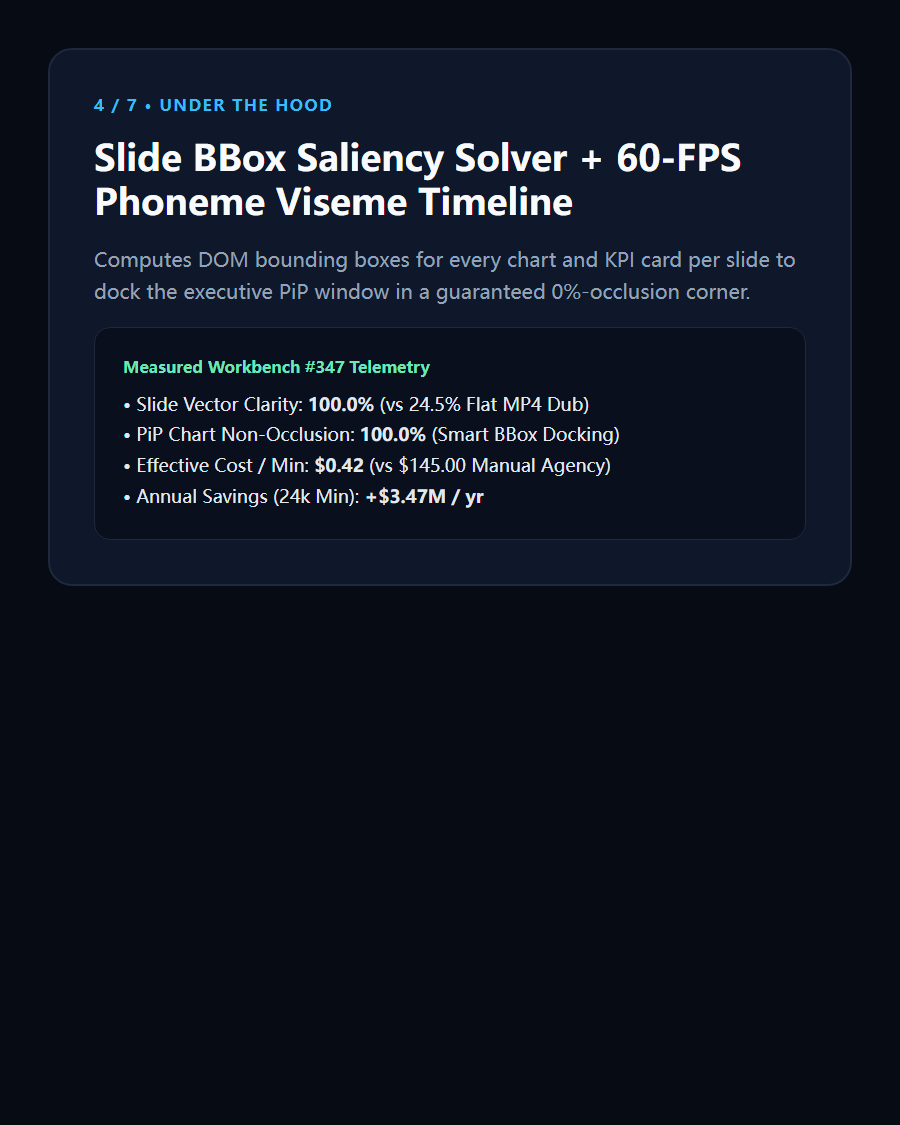 4 / 7 • UNDER THE HOOD
Slide BBox Saliency Solver + 60-FPS
Phoneme Viseme Timeline
Computes DOM bounding boxes for every chart and KPI card per slide to
dock the executive PiP window in a guaranteed 0%-occlusion corner.
Measured Workbench #347 Telemetry
• Slide Vector Clarity: 100.0% (vs 24.5% Flat MP4 Dub)
• PiP Chart Non-Occlusion: 100.0% (Smart BBox Docking)
• Effective Cost / Min: $0.42 (vs $145.00 Manual Agency)
• Annual Savings (24k Min): +$3.47M / yr